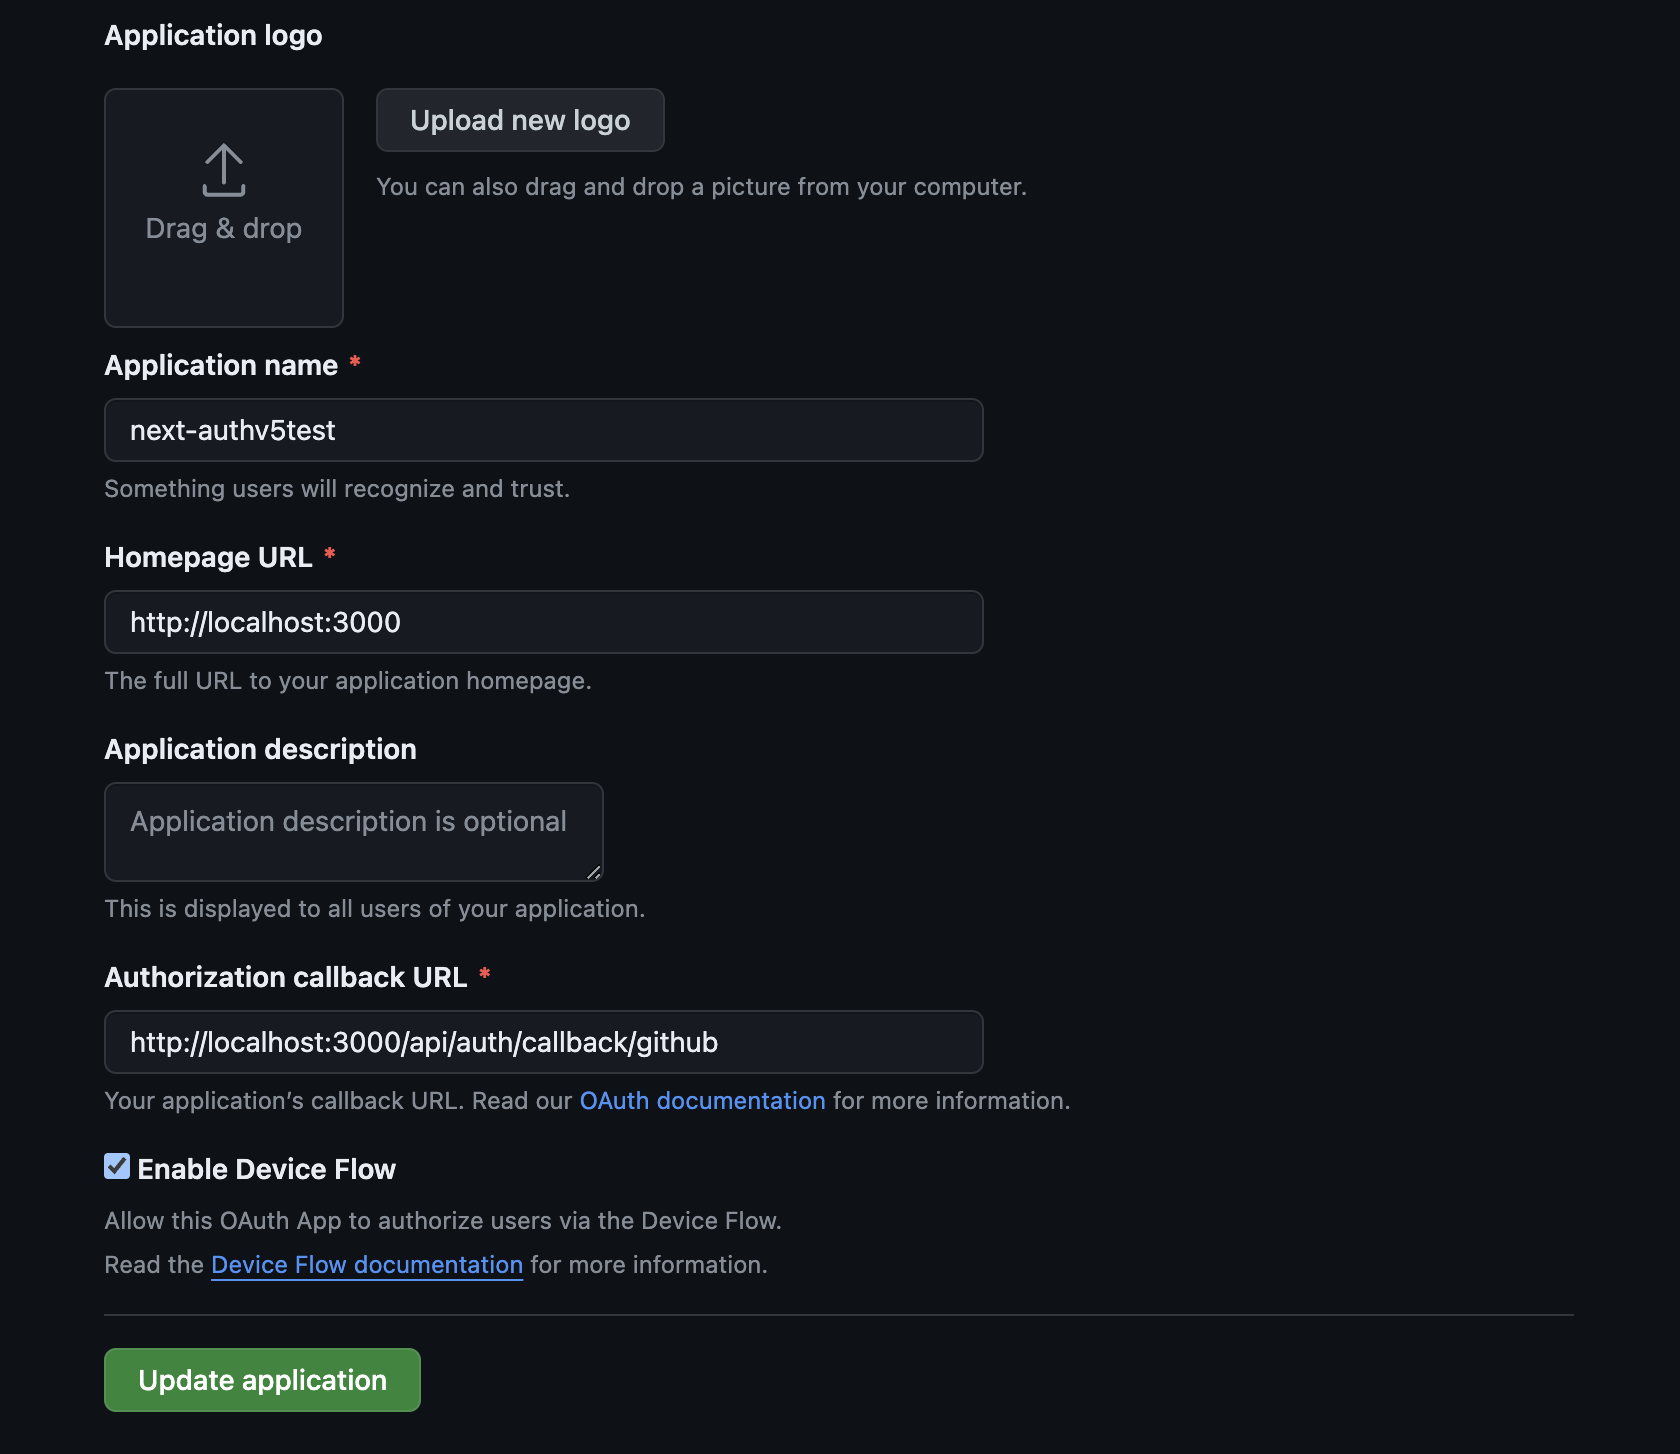 Application logo
Upload new logo
You can also drag and drop a picture from your computer.
Drag & drop
Application name *
next-authv5test
Something users will recognize and trust.
Homepage URL *
http://localhost:3000
The full URL to your application homepage.
Application description
Application description is optional
This is displayed to all users of your application.
Authorization callback URL *
http://localhost:3000/api/auth/callback/github
Your application’s callback URL. Read our OAuth documentation for more information.
Enable Device Flow
Allow this OAuth App to authorize users via the Device Flow.
Read the Device Flow documentation for more information.
Update application